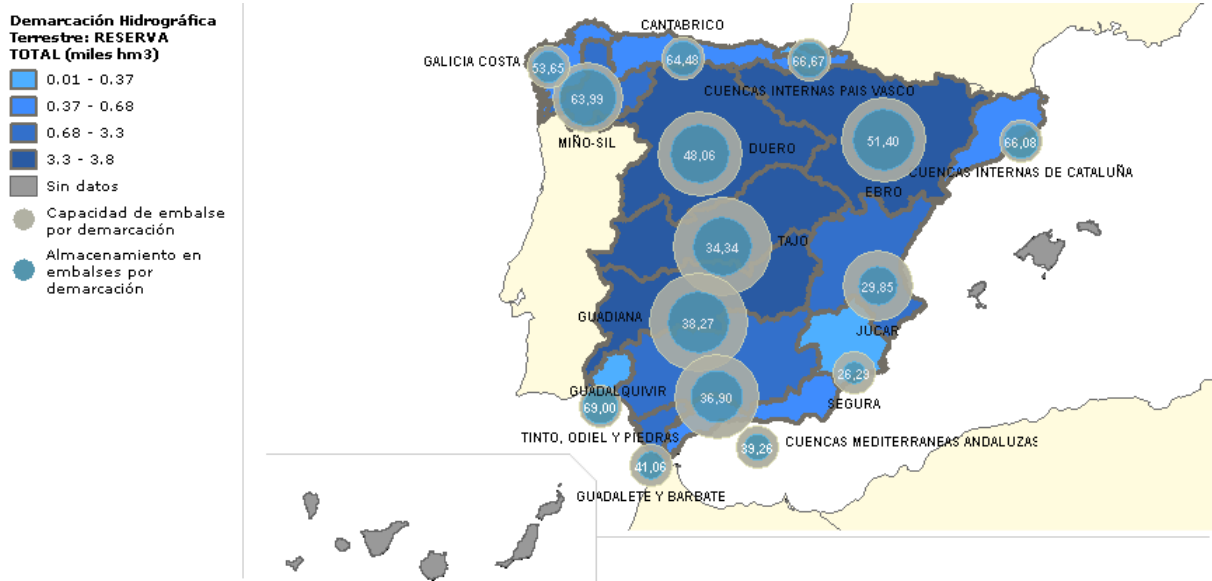 Demarcación Hidrográfica
Terrestre: RESERVA
TOTAL (miles hm3)
0.01 - 0.37
0.37 - 0.68
0.68 - 3.3
3.3 - 3.8
Sin datos
Capacidad de embalse
por demarcación
Almacenamiento en
embalses por
demarcación
CANTABRICO
GALICIA COSTA
53,65
64,48
66,67
CUENCAS INTERNAS PAIS VASCO
63,99
MIÑO-SIL
48,06
DUERO
51,40
EBRO
66,08
CUENCAS INTERNAS DE CATALUÑA
34,34
TAJO
29,85
JÚCAR
GUADIANA
38,27
26,29
SEGURA
GUADALQUIVIR
36,90
69,00
TINTO, ODIEL Y PIEDRAS
39,26
CUENCAS MEDITERRANEAS ANDALUZAS
41,06
GUADALETE Y BARBATE